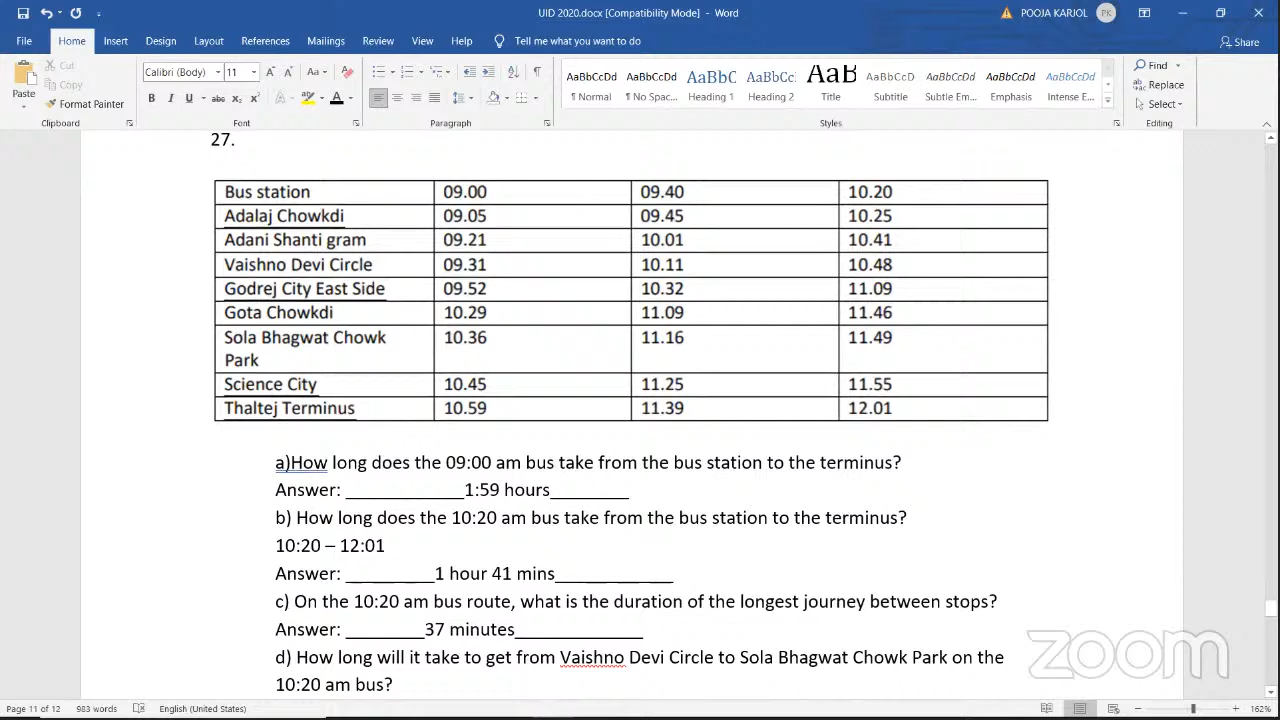 UID 2020.docx [Compatibility Mode] - Word
POOJA KARJOL
PK
File Home Insert Design Layout References Mailings Review View Help Tell me what you want to do
Share
Paste
Cut
Copy
Format Painter
Clipboard
Calibri (Body) 11
Font
Paragraph
AaBbCcDd AaBbCcDd AaBbC AaBbCc AaB AaBbCcD AaBbCcDd AaBbCcDd AaBbCcDd
¶ Normal ¶ No Spac... Heading 1 Heading 2 Title Subtitle Subtle Em... Emphasis Intense E...
Styles
Find
Replace
Select
Editing
27.
Bus station 09.00 09.40 10.20
Adalaj Chowkdi 09.05 09.45 10.25
Adani Shanti gram 09.21 10.01 10.41
Vaishno Devi Circle 09.31 10.11 10.48
Godrej City East Side 09.52 10.32 11.09
Gota Chowkdi 10.29 11.09 11.46
Sola Bhagwat Chowk 10.36 11.16 11.49
Park
Science City 10.45 11.25 11.55
Thaltej Terminus 10.59 11.39 12.01
a)How long does the 09:00 am bus take from the bus station to the terminus?
Answer: ____________1:59 hours________
b) How long does the 10:20 am bus take from the bus station to the terminus?
10:20 – 12:01
Answer: _________1 hour 41 mins____________
c) On the 10:20 am bus route, what is the duration of the longest journey between stops?
Answer: ________37 minutes_____________
d) How long will it take to get from Vaishno Devi Circle to Sola Bhagwat Chowk Park on the
10:20 am bus?
zoom
Page 11 of 12 983 words English (United States) 162%